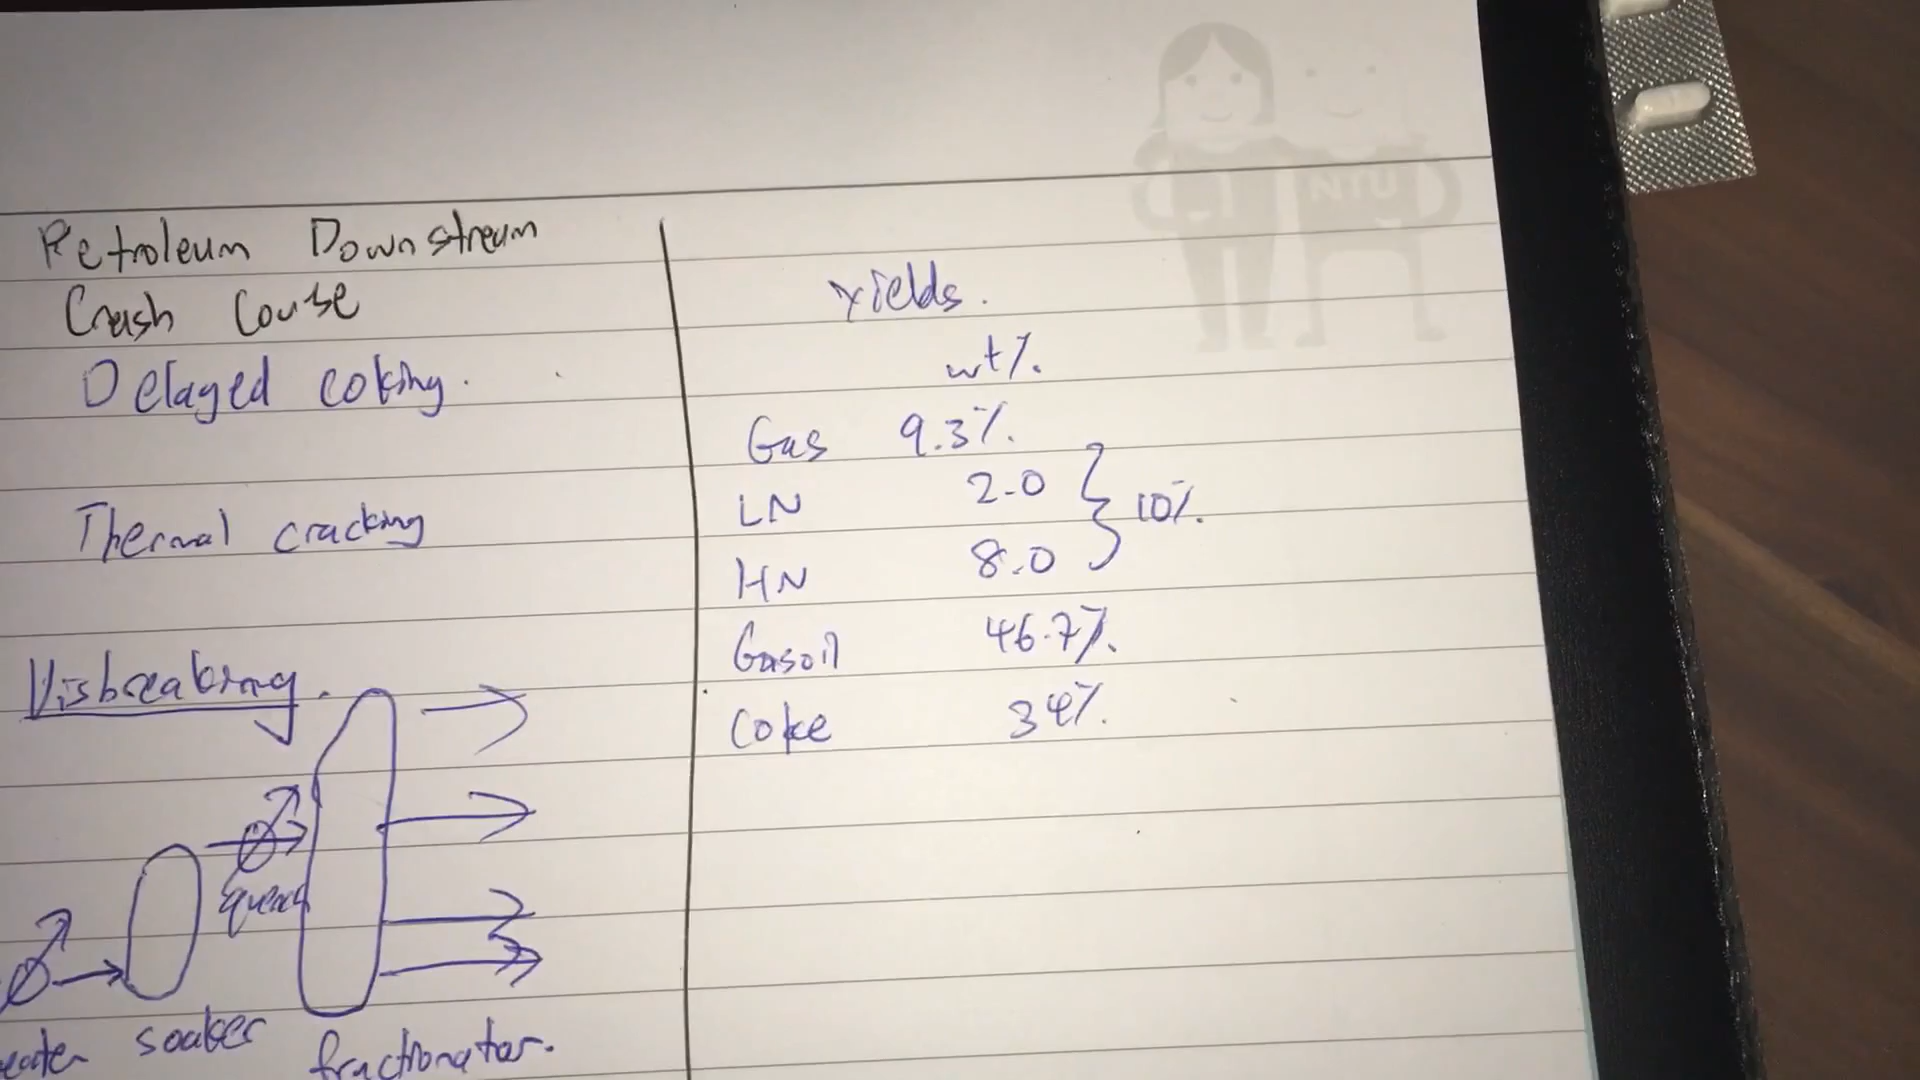 Petroleum Downstream
Crash Course
Delayed coking.
Thermal cracking
Visbreaking.
quench
soaker
fractionator.
Yields.
wt%.
Gas 9.3%.
LN 2.0
HN 8.0
10%.
Gasoil 46.7%.
Coke 34%.
NTU